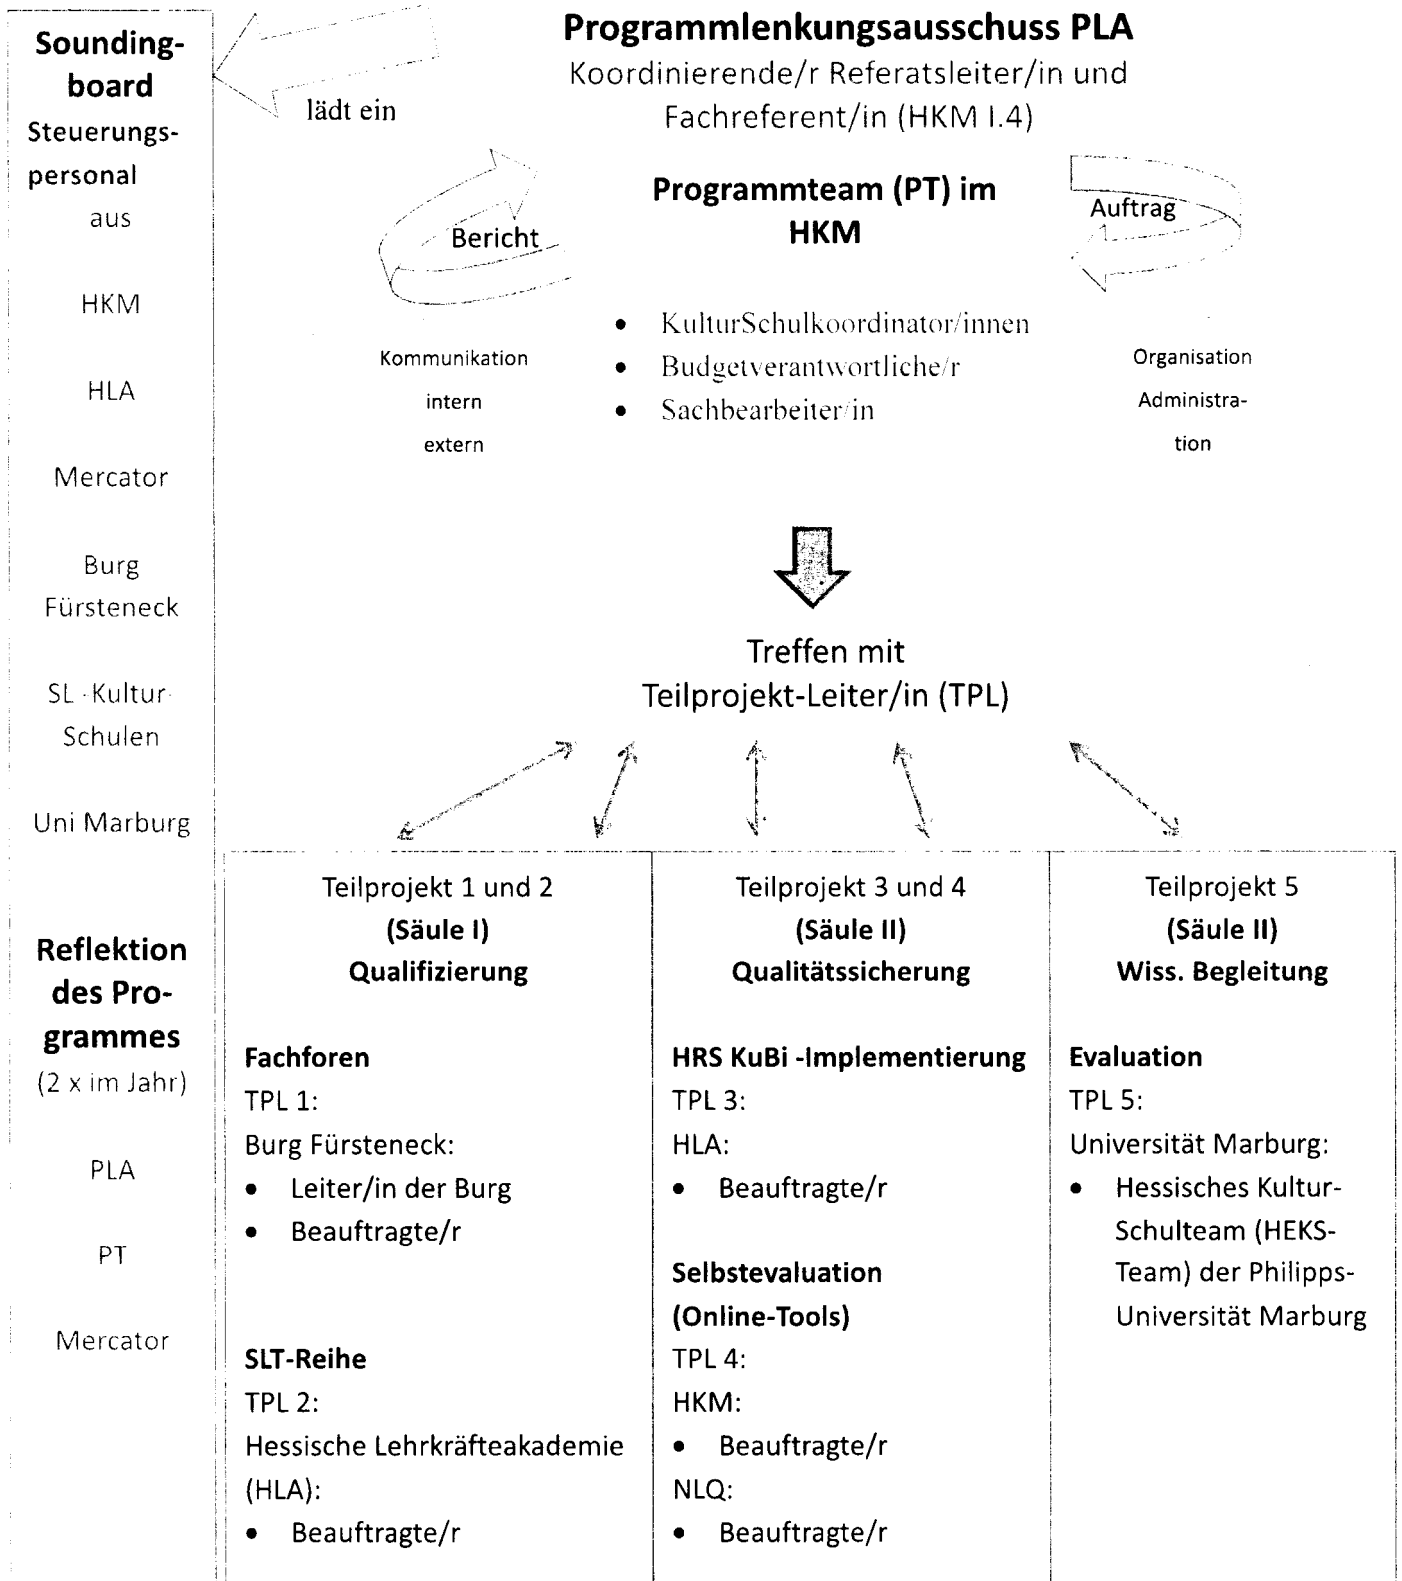 Sounding-
board
Steuerungs-
personal
aus
HKM
HLA
Mercator
Burg
Fürsteneck
SL -Kultur-
Schulen
Uni Marburg
Reflektion
des Pro-
grammes
(2 x im Jahr)
PLA
PT
Mercator
lädt ein
Programmlenkungsausschuss PLA
Koordinierende/r Referatsleiter/in und
Fachreferent/in (HKM I.4)
Programmteam (PT) im
HKM
Bericht
Auftrag
• KulturSchulkoordinator/innen
• Budgetverantwortliche/r
• Sachbearbeiter/in
Kommunikation
intern
extern
Organisation
Administra-
tion
Treffen mit
Teilprojekt-Leiter/in (TPL)
Teilprojekt 1 und 2
(Säule I)
Qualifizierung
Fachforen
TPL 1:
Burg Fürsteneck:
• Leiter/in der Burg
• Beauftragte/r
SLT-Reihe
TPL 2:
Hessische Lehrkräfteakademie
(HLA):
• Beauftragte/r
Teilprojekt 3 und 4
(Säule II)
Qualitätssicherung
HRS KuBi -Implementierung
TPL 3:
HLA:
• Beauftragte/r
Selbstevaluation
(Online-Tools)
TPL 4:
HKM:
• Beauftragte/r
NLQ:
• Beauftragte/r
Teilprojekt 5
(Säule II)
Wiss. Begleitung
Evaluation
TPL 5:
Universität Marburg:
• Hessisches Kultur-
Schulteam (HEKS-
Team) der Philipps-
Universität Marburg